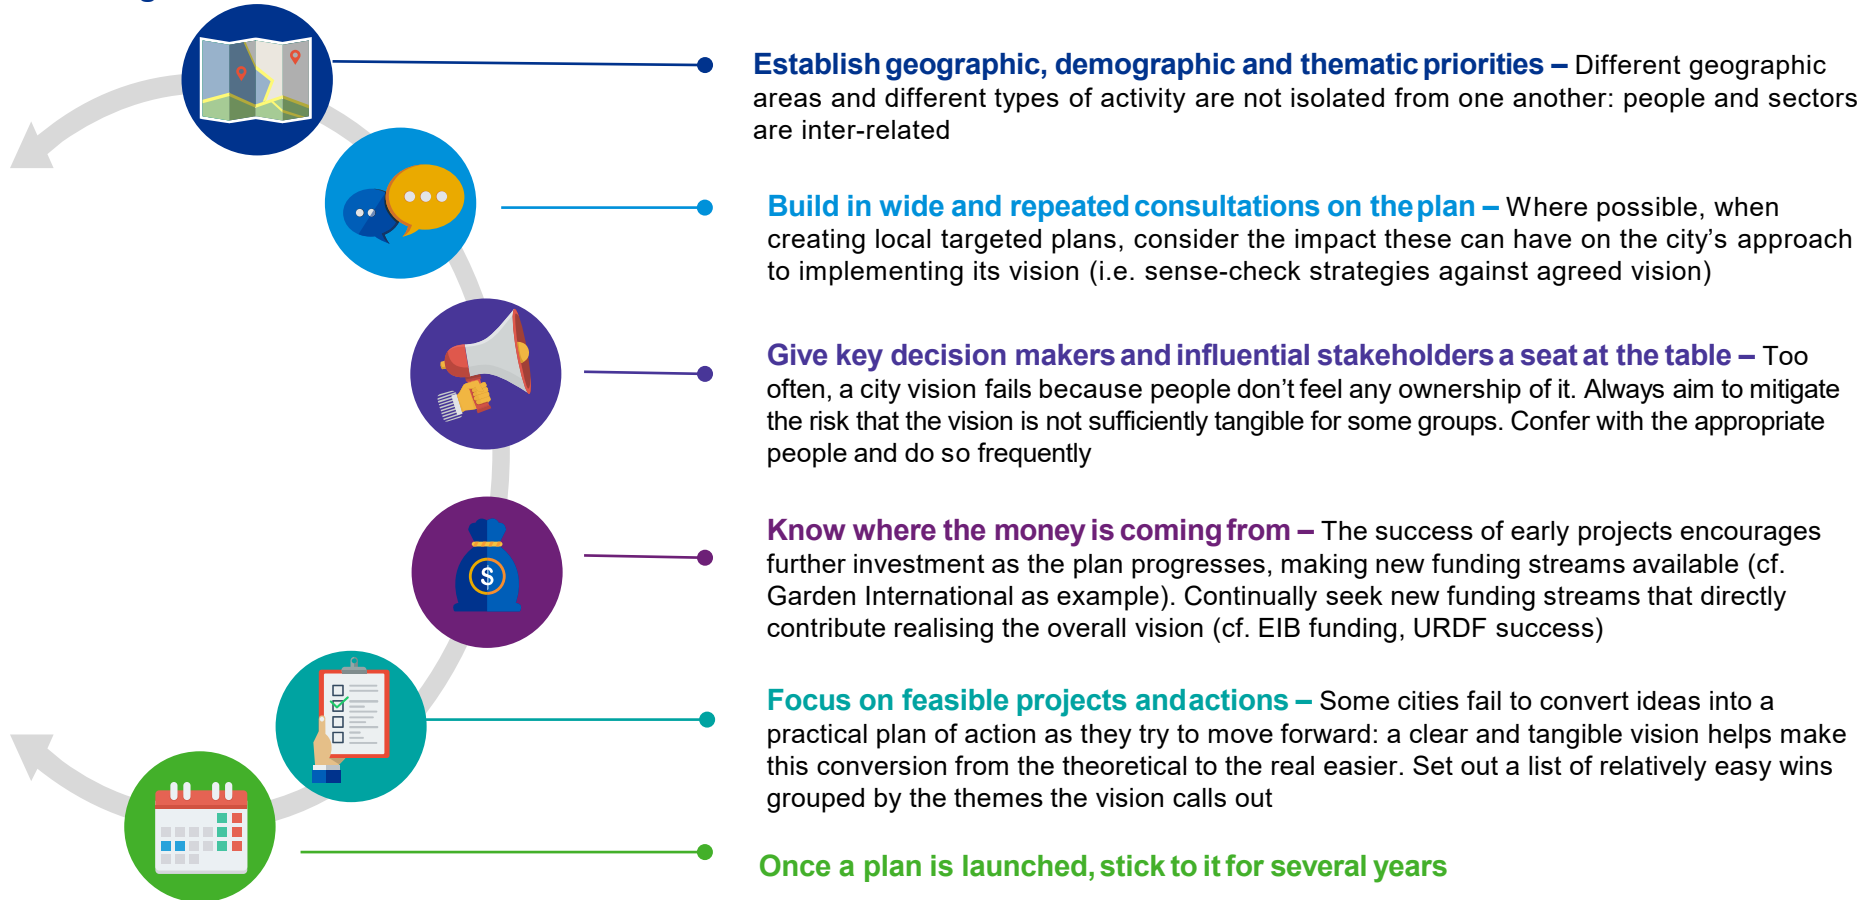 Establish geographic, demographic and thematic priorities – Different geographic
areas and different types of activity are not isolated from one another: people and sectors
are inter-related
Build in wide and repeated consultations on the plan – Where possible, when
creating local targeted plans, consider the impact these can have on the city’s approach
to implementing its vision (i.e. sense-check strategies against agreed vision)
Give key decision makers and influential stakeholders a seat at the table – Too
often, a city vision fails because people don’t feel any ownership of it. Always aim to mitigate
the risk that the vision is not sufficiently tangible for some groups. Confer with the appropriate
people and do so frequently
$
Know where the money is coming from – The success of early projects encourages
further investment as the plan progresses, making new funding streams available (cf.
Garden International as example). Continually seek new funding streams that directly
contribute realising the overall vision (cf. EIB funding, URDF success)
Focus on feasible projects and actions – Some cities fail to convert ideas into a
practical plan of action as they try to move forward: a clear and tangible vision helps make
this conversion from the theoretical to the real easier. Set out a list of relatively easy wins
grouped by the themes the vision calls out
Once a plan is launched, stick to it for several years